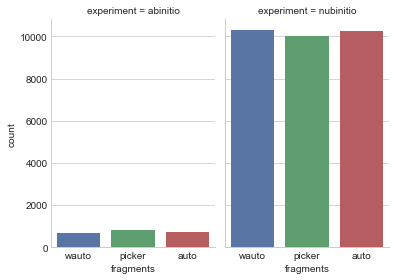 experiment = abinitio
experiment = nubinitio
10000
8000
6000
4000
2000
0
count
wauto picker auto
fragments
wauto picker auto
fragments